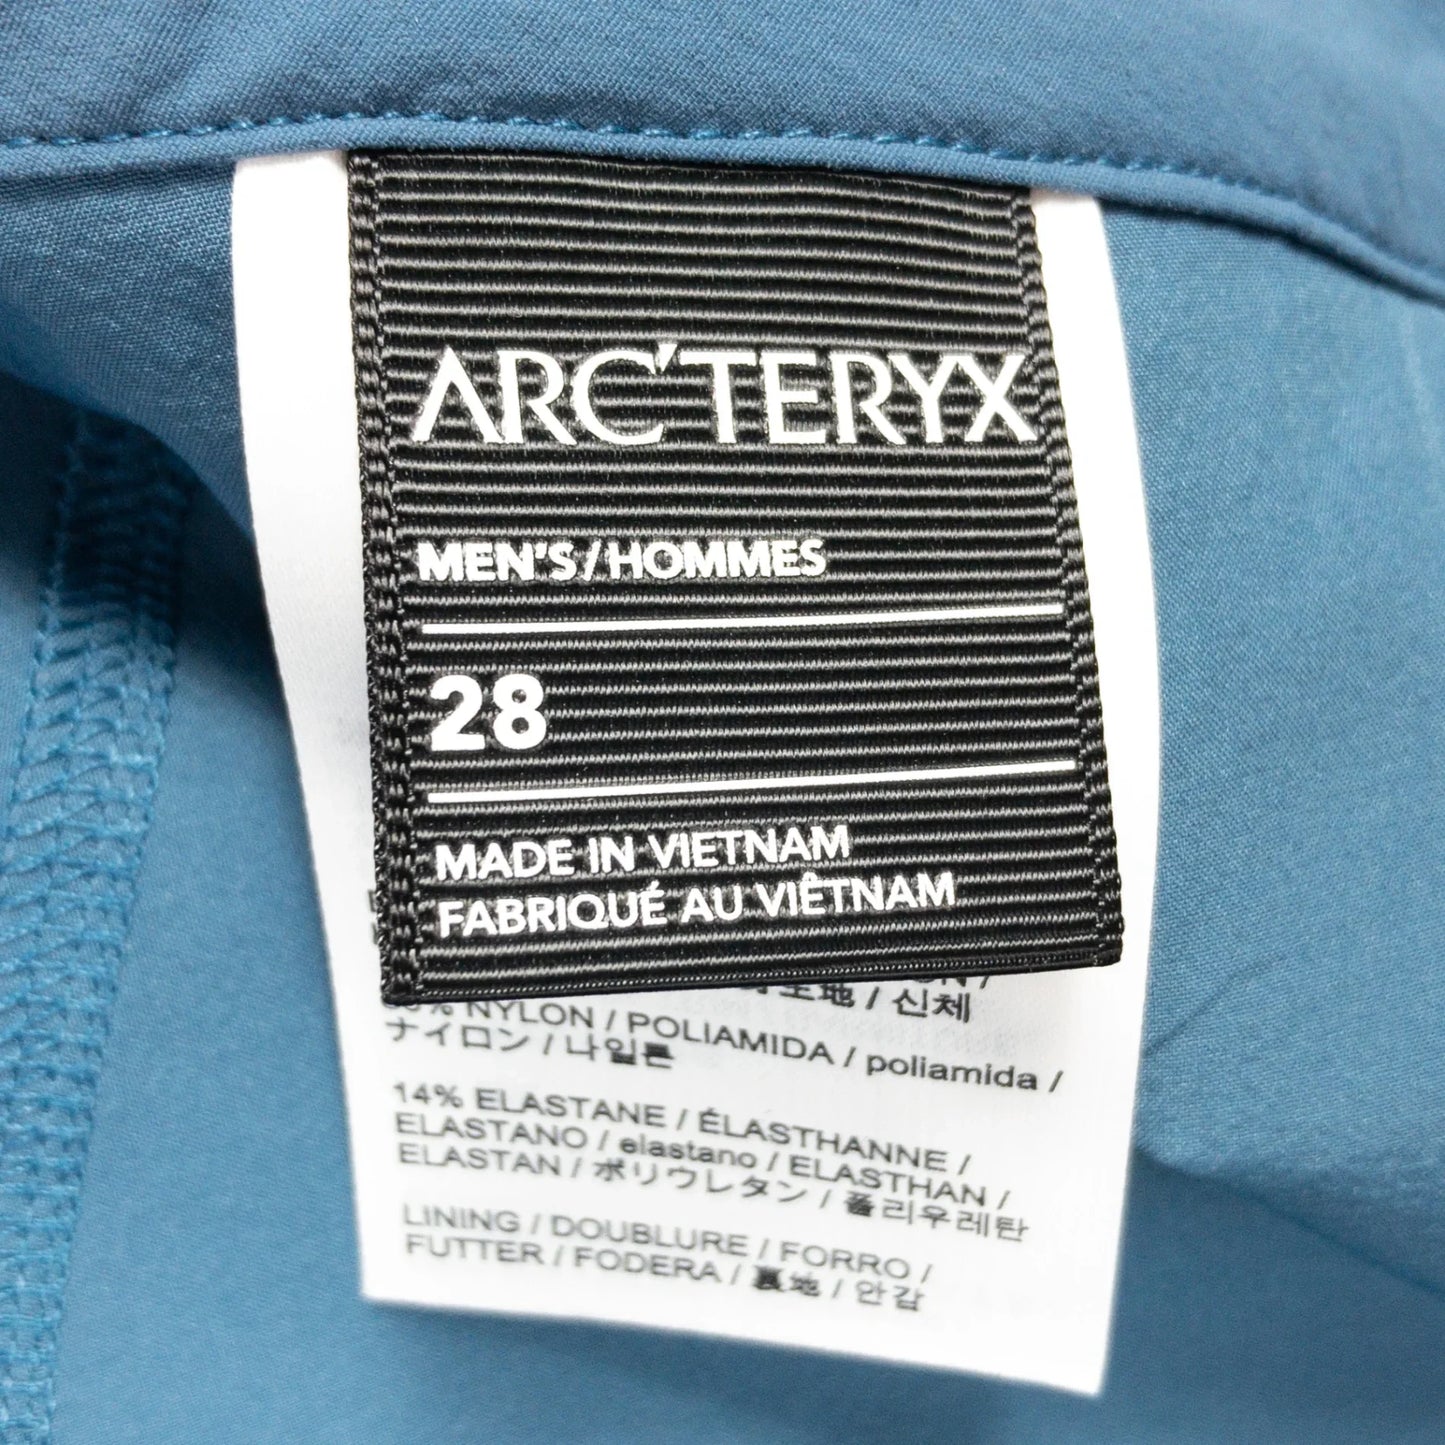 ARC'TERYX
MEN'S/HOMMES
28
MADE IN VIETNAM
FABRIQUÉ AU VIÊTNAM
地 / 신체
NYLON / POLIAMIDA / poliamida /
ナイロン / 나일론
14% ELASTANE / ÉLASTHANNE /
ELASTANO / elastano / ELASTHAN /
ELASTAN / ポリウレタン / 폴리우레탄
LINING / DOUBLURE / FORRO /
FUTTER / FODERA / 裏地 / 안감